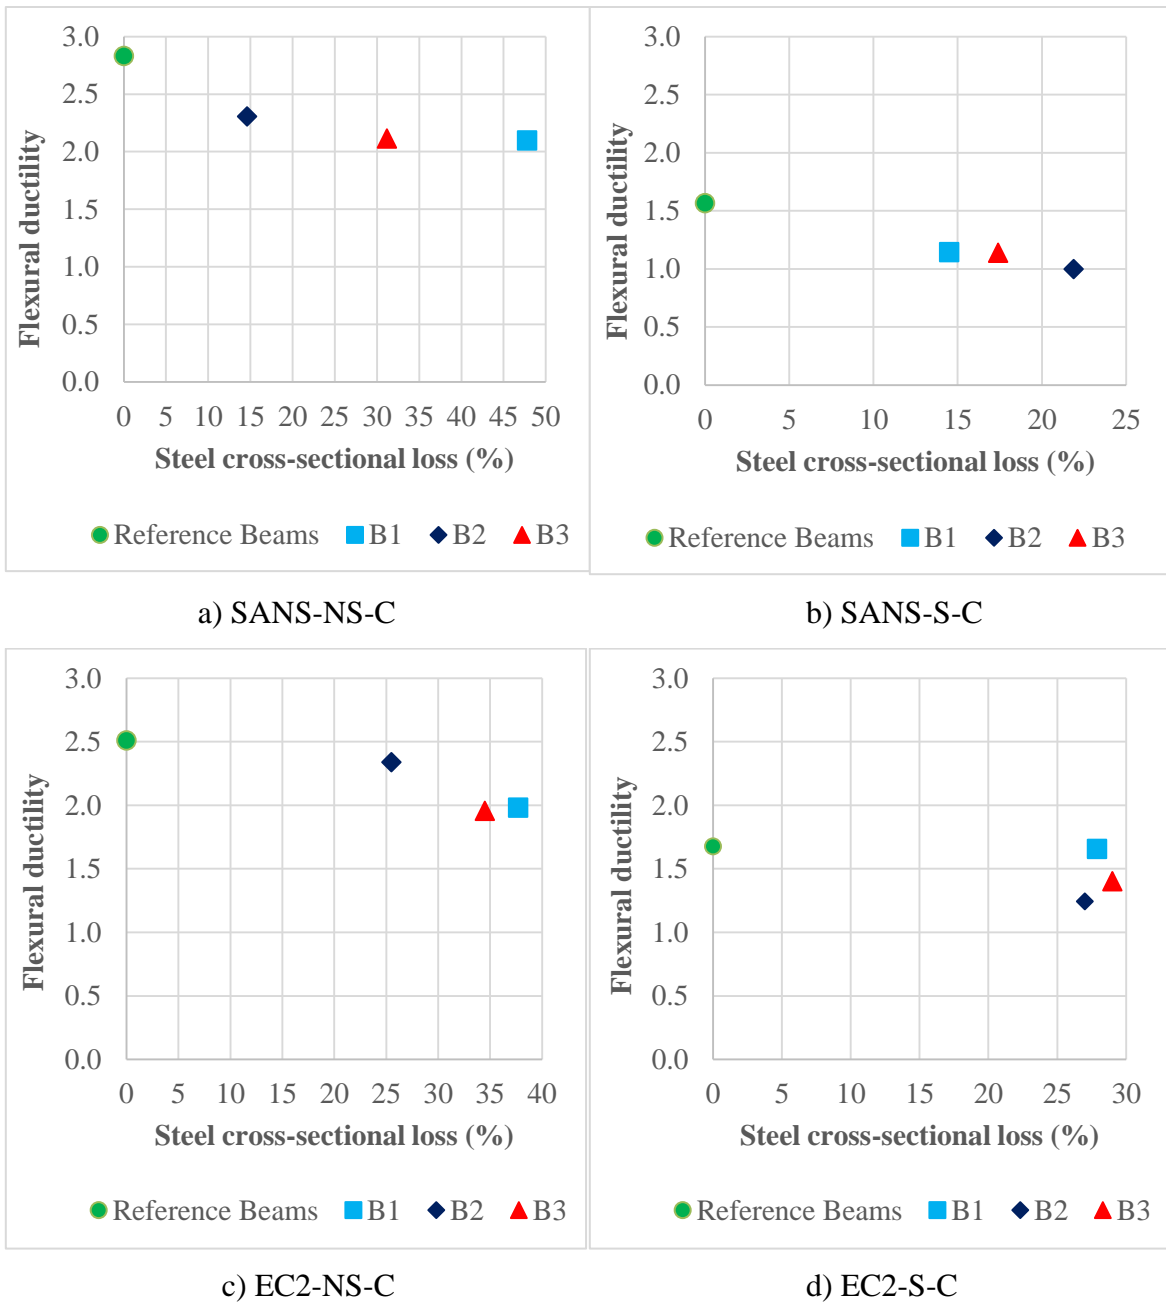 3.0
2.5
2.0
1.5
1.0
0.5
0.0
Flexural ductility
0 5 10 15 20 25 30 35 40 45 50
Steel cross-sectional loss (%)
Reference Beams B1 B2 B3
a) SANS-NS-C
3.0
2.5
2.0
1.5
1.0
0.5
0.0
Flexural ductility
0 5 10 15 20 25
Steel cross-sectional loss (%)
Reference Beams B1 B2 B3
b) SANS-S-C
3.0
2.5
2.0
1.5
1.0
0.5
0.0
Flexural ductility
0 5 10 15 20 25 30 35 40
Steel cross-sectional loss (%)
Reference Beams B1 B2 B3
c) EC2-NS-C
3.0
2.5
2.0
1.5
1.0
0.5
0.0
Flexural ductility
0 5 10 15 20 25 30
Steel cross-sectional loss (%)
Reference Beams B1 B2 B3
d) EC2-S-C